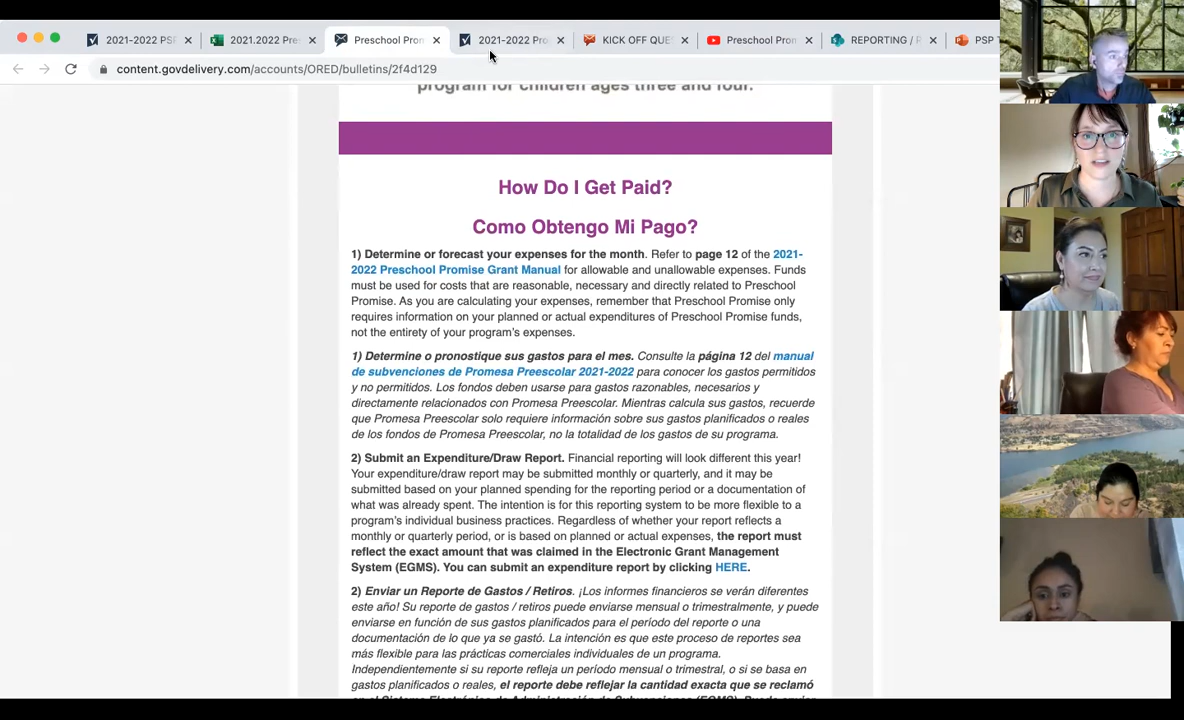 2021-2022 PSP
2021.2022 Pre
Preschool Prom
2021-2022 Pro
KICK OFF QUE
Preschool Prom
REPORTING / R
PSP T
content.govdelivery.com/accounts/ORED/bulletins/2f4d129
program for children ages three and four.
How Do I Get Paid?
Como Obtengo Mi Pago?
1) Determine or forecast your expenses for the month. Refer to page 12 of the 2021-
2022 Preschool Promise Grant Manual for allowable and unallowable expenses. Funds
must be used for costs that are reasonable, necessary and directly related to Preschool
Promise. As you are calculating your expenses, remember that Preschool Promise only
requires information on your planned or actual expenditures of Preschool Promise funds,
not the entirety of your program's expenses.
1) Determine o pronostique sus gastos para el mes. Consulte la página 12 del manual
de subvenciones de Promesa Preescolar 2021-2022 para conocer los gastos permitidos
y no permitidos. Los fondos deben usarse para gastos razonables, necesarios y
directamente relacionados con Promesa Preescolar. Mientras calcula sus gastos, recuerde
que Promesa Preescolar solo requiere información sobre sus gastos planificados o reales
de los fondos de Promesa Preescolar, no la totalidad de los gastos de su programa.
2) Submit an Expenditure/Draw Report. Financial reporting will look different this year!
Your expenditure/draw report may be submitted monthly or quarterly, and it may be
submitted based on your planned spending for the reporting period or a documentation of
what was already spent. The intention is for this reporting system to be more flexible to a
program's individual business practices. Regardless of whether your report reflects a
monthly or quarterly period, or is based on planned or actual expenses, the report must
reflect the exact amount that was claimed in the Electronic Grant Management
System (EGMS). You can submit an expenditure report by clicking HERE.
2) Enviar un Reporte de Gastos / Retiros. ¡Los informes financieros se verán diferentes
este año! Su reporte de gastos / retiros puede enviarse mensual o trimestralmente, y puede
enviarse en función de sus gastos planificados para el período del reporte o una
documentación de lo que ya se gastó. La intención es que este proceso de reportes sea
más flexible para las prácticas comerciales individuales de un programa.
Independientemente si su reporte refleja un período mensual o trimestral, o si se basa en
gastos planificados o reales, el reporte debe reflejar la cantidad exacta que se reclamó